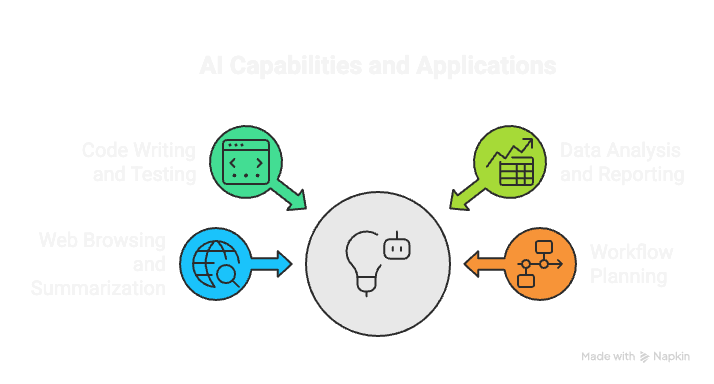 AI Capabilities and Applications
Code Writing
and Testing
Data Analysis
and Reporting
Web Browsing
and
Summarization
Workflow
Planning
Made with Napkin